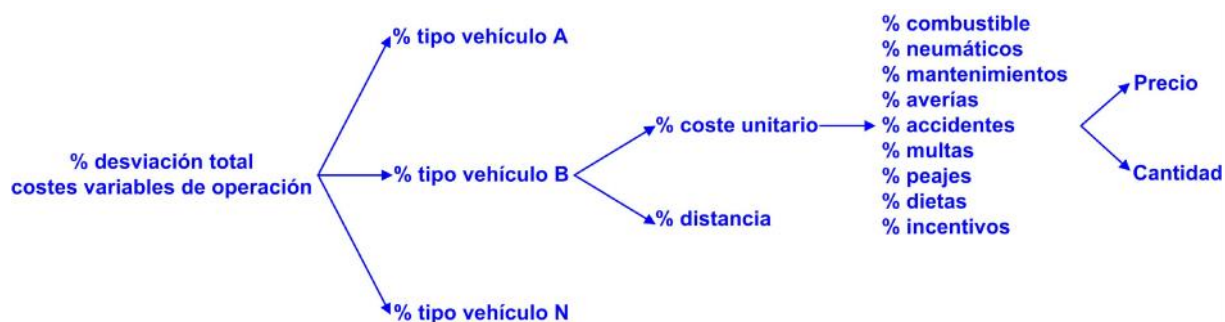 % desviación total
costes variables de operación
% tipo vehículo A
% tipo vehículo B
% tipo vehículo N
% coste unitario
% distancia
% combustible
% neumáticos
% mantenimientos
% averías
% accidentes
% multas
% peajes
% dietas
% incentivos
Precio
Cantidad